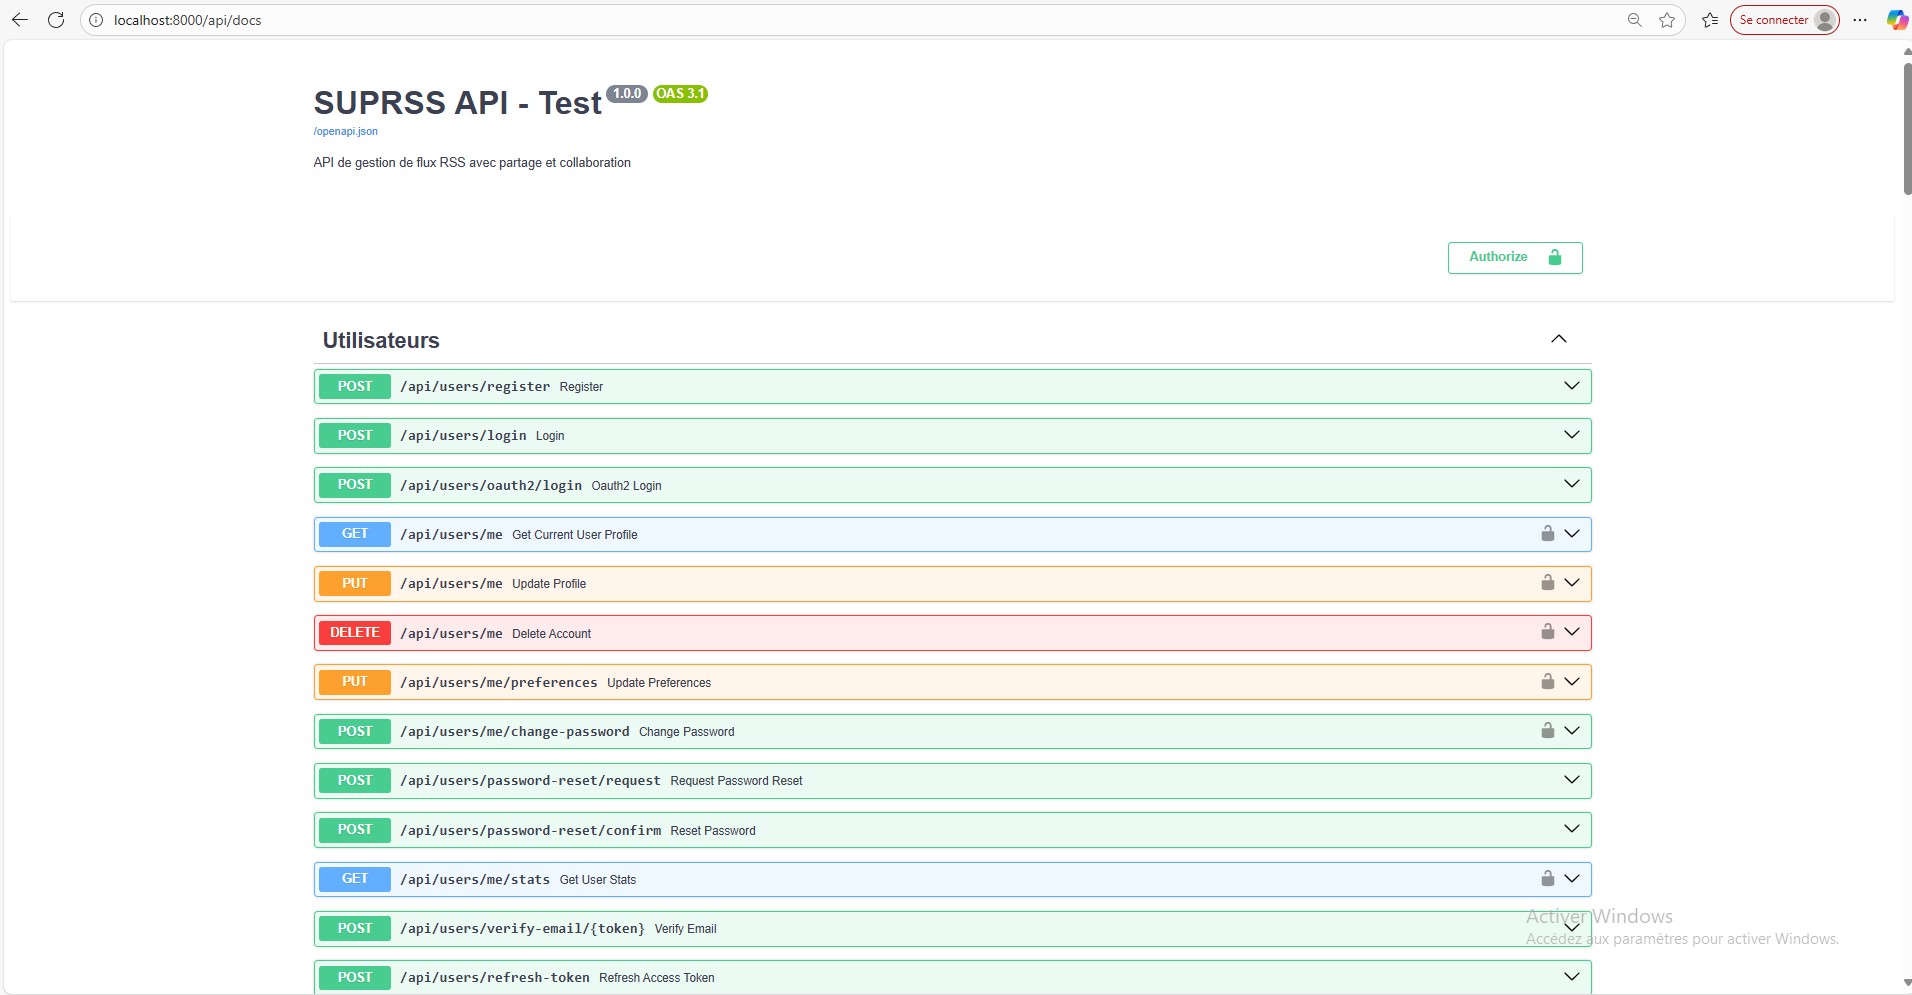 localhost:8000/api/docs
Se connecter
SUPRSS API - Test 1.0.0 OAS 3.1
/openapi.json
API de gestion de flux RSS avec partage et collaboration
Authorize
Utilisateurs
POST /api/users/register Register
POST /api/users/login Login
POST /api/users/oauth2/login Oauth2 Login
GET /api/users/me Get Current User Profile
PUT /api/users/me Update Profile
DELETE /api/users/me Delete Account
PUT /api/users/me/preferences Update Preferences
POST /api/users/me/change-password Change Password
POST /api/users/password-reset/request Request Password Reset
POST /api/users/password-reset/confirm Reset Password
GET /api/users/me/stats Get User Stats
POST /api/users/verify-email/{token} Verify Email
POST /api/users/refresh-token Refresh Access Token
Activer Windows
Accédez aux paramètres pour activer Windows.